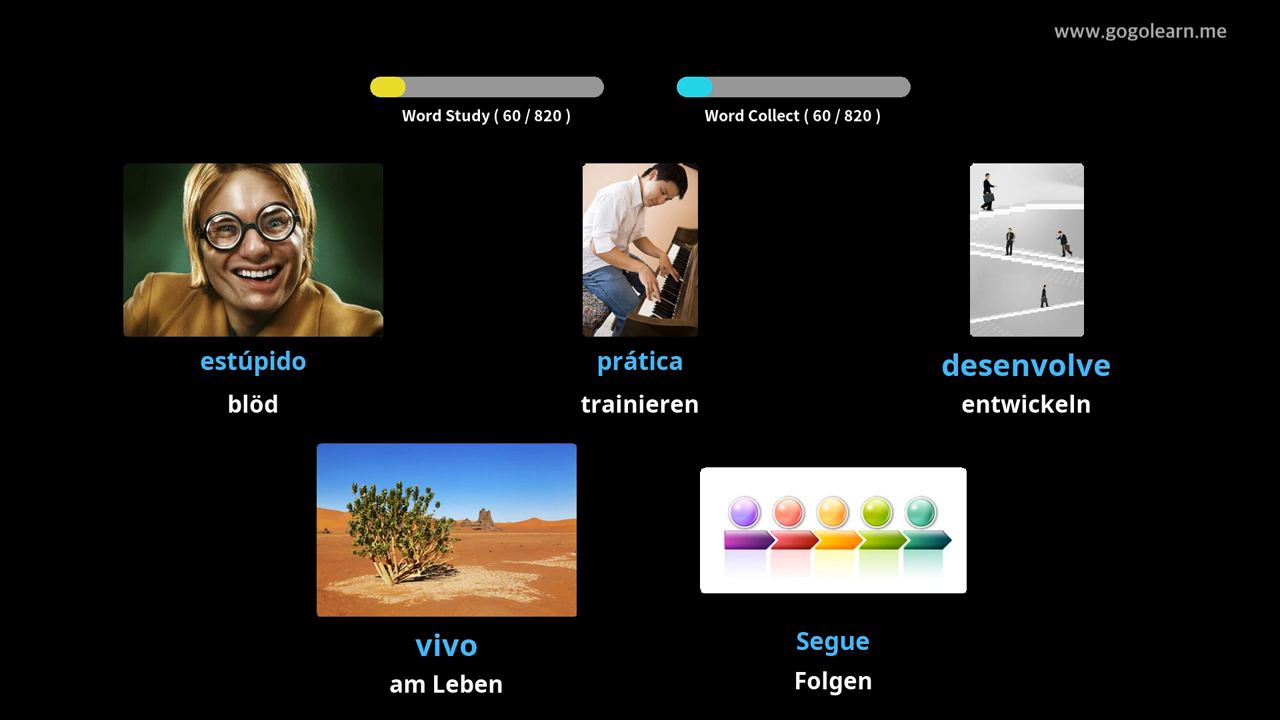 www.gogolearn.me
Word Study ( 60 / 820 )
Word Collect ( 60 / 820 )
estúpido
blöd
prática
trainieren
desenvolve
entwickeln
vivo
am Leben
Segue
Folgen